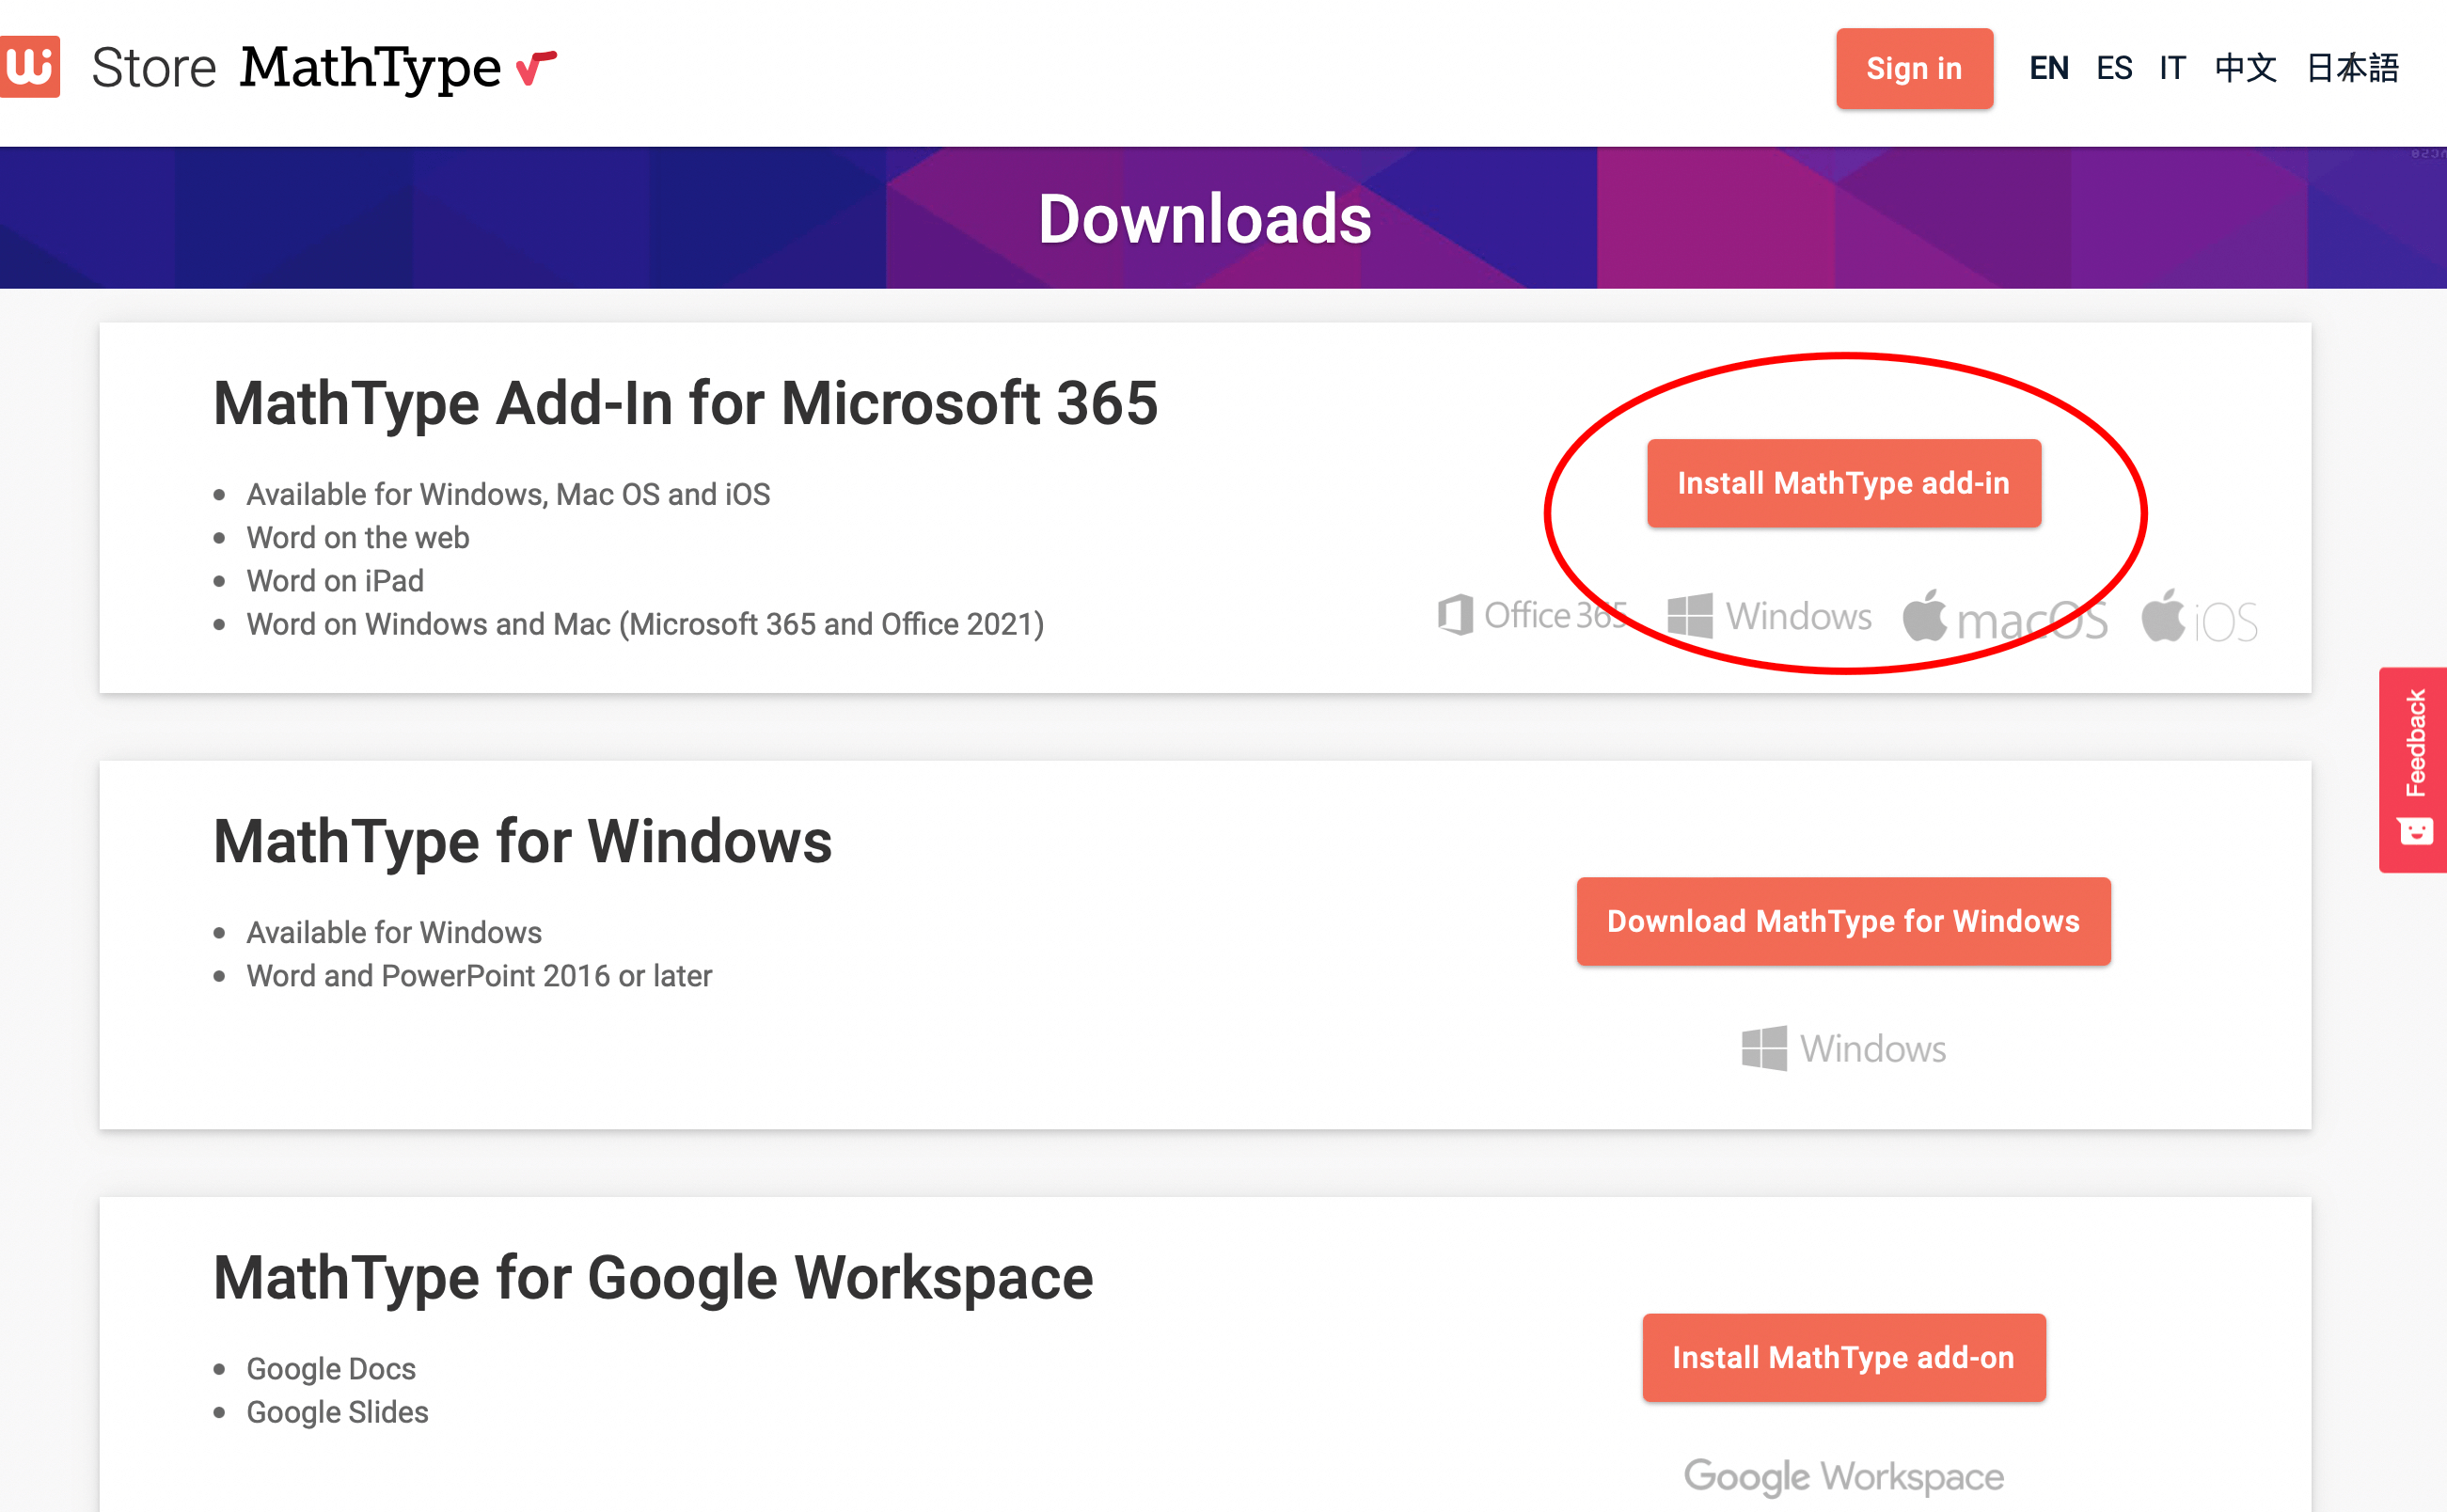 Wi Store MathType
Sign in EN ES IT 中文 日本語
Downloads
MathType Add-In for Microsoft 365
Available for Windows, Mac OS and iOS
Word on the web
Word on iPad
Word on Windows and Mac (Microsoft 365 and Office 2021)
Install MathType add-in
Office 365 Windows macOS iOS
Feedback
MathType for Windows
Available for Windows
Word and PowerPoint 2016 or later
Download MathType for Windows
Windows
MathType for Google Workspace
Google Docs
Google Slides
Install MathType add-on
Google Workspace